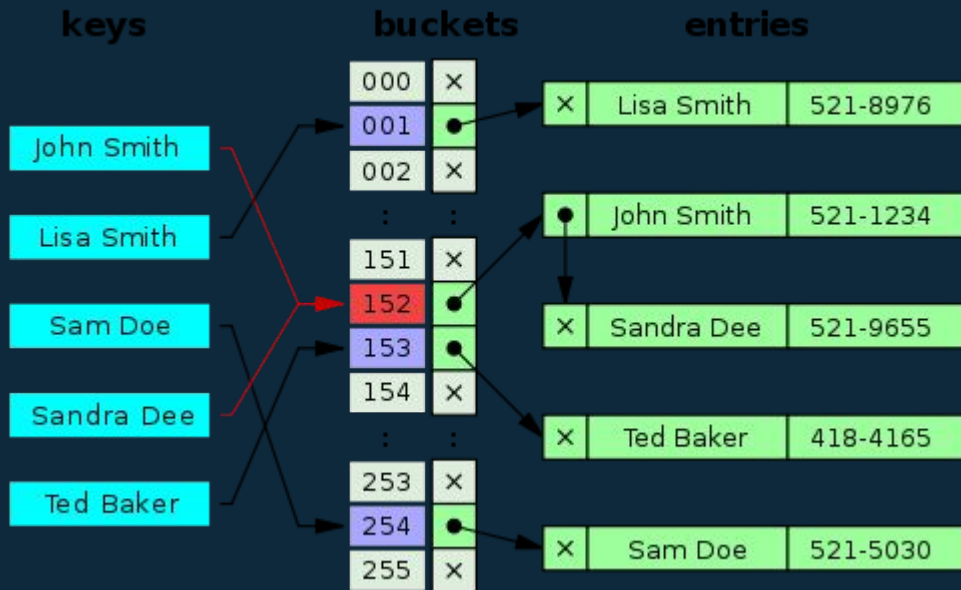 keys
buckets
entries
John Smith
Lisa Smith
Sam Doe
Sandra Dee
Ted Baker
000 ×
001
002 ×
: :
151 ×
152
153
154 ×
: :
253 ×
254
255 ×
× Lisa Smith 521-8976
John Smith 521-1234
× Sandra Dee 521-9655
× Ted Baker 418-4165
× Sam Doe 521-5030